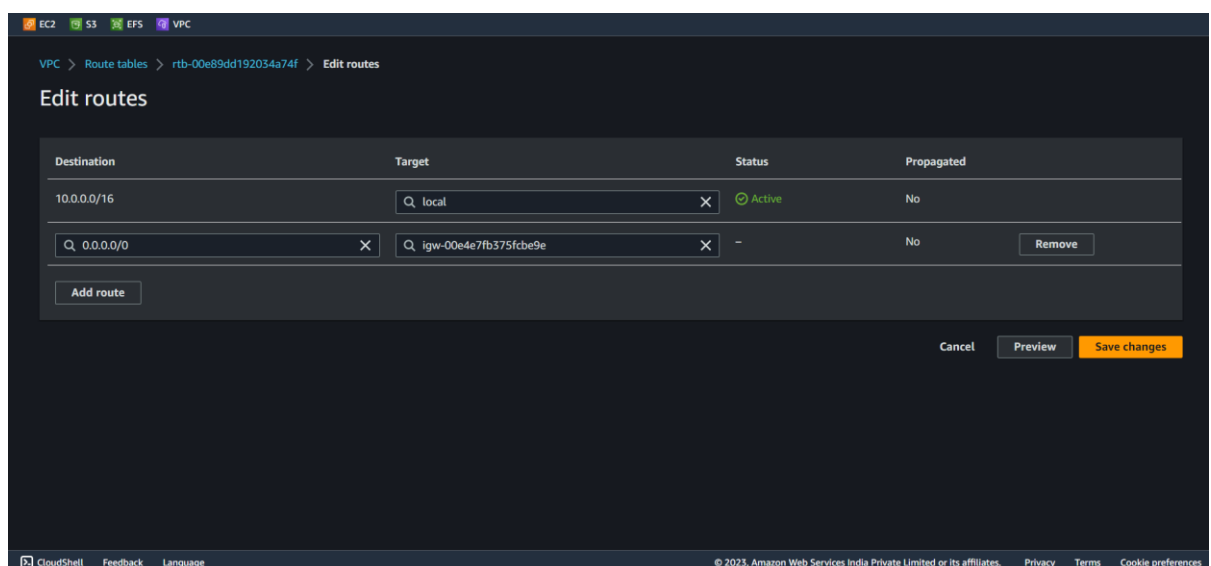 EC2 S3 EFS VPC
VPC > Route tables > rtb-00e89dd192034a74f > Edit routes
Edit routes
Destination Target Status Propagated
10.0.0.0/16 local Active No
0.0.0.0/0 igw-00e4e7fb375fcbe9e – No Remove
Add route
Cancel Preview Save changes
CloudShell Feedback Language © 2023, Amazon Web Services India Private Limited or its affiliates. Privacy Terms Cookie preferences